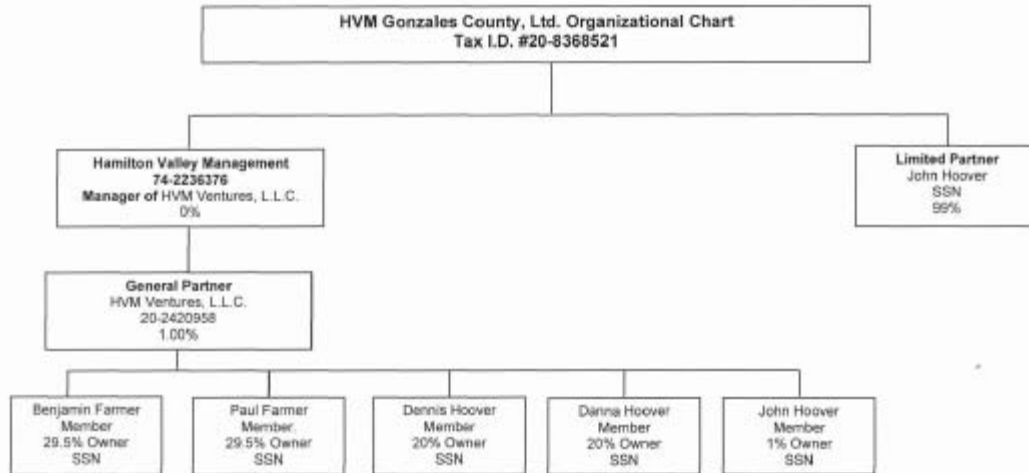 HVM Gonzales County, Ltd. Organizational Chart
Tax I.D. #20-8368521
Hamilton Valley Management
74-2236376
Manager of HVM Ventures, L.L.C.
0%
Limited Partner
John Hoover
SSN
99%
General Partner
HVM Ventures, L.L.C.
20-2420958
1.00%
Benjamin Farmer
Member
29.5% Owner
SSN
Paul Farmer
Member.
29.5% Owner
SSN
Dennis Hoover
Member
20% Owner
SSN
Danna Hoover
Member
20% Owner
SSN
John Hoover
Member
1% Owner
SSN